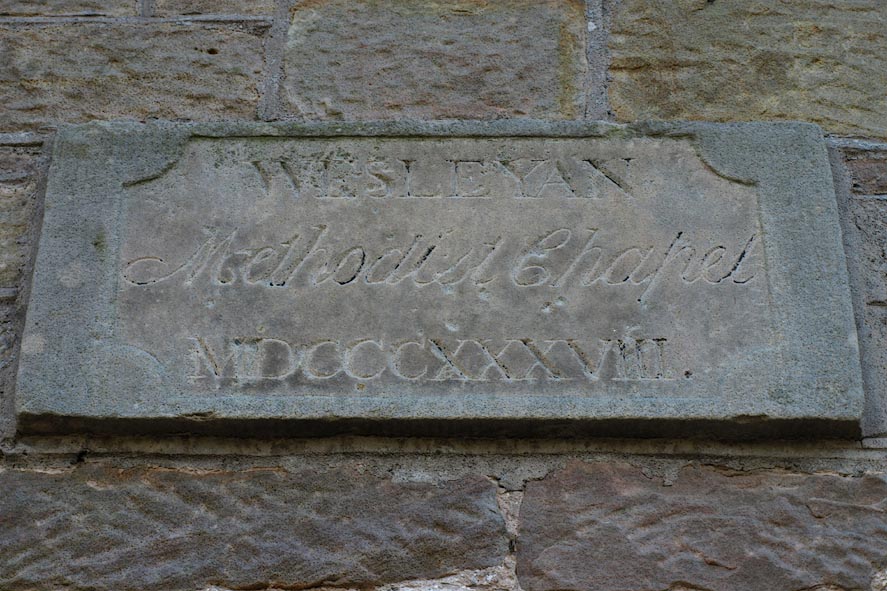 WESLEYAN
Methodist Chapel
MDCCCXXXVIII.